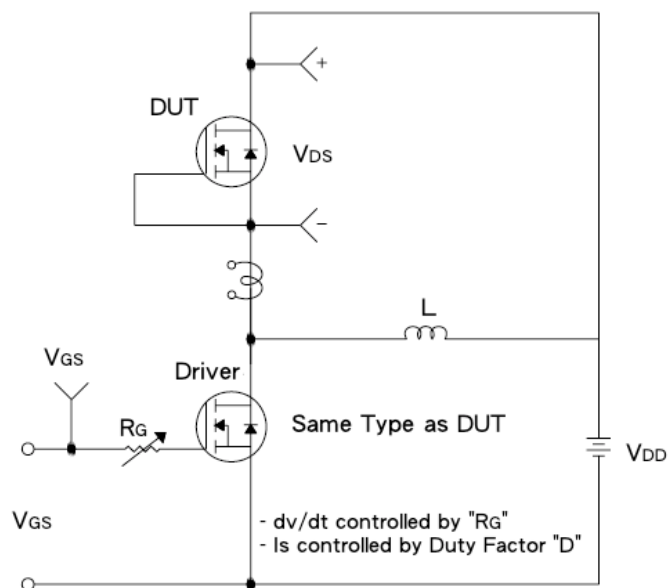 +
DUT
VDS
-
L
VGS
Driver
RG
Same Type as DUT
VDD
VGS
- dv/dt controlled by "RG"
- Is controlled by Duty Factor "D"